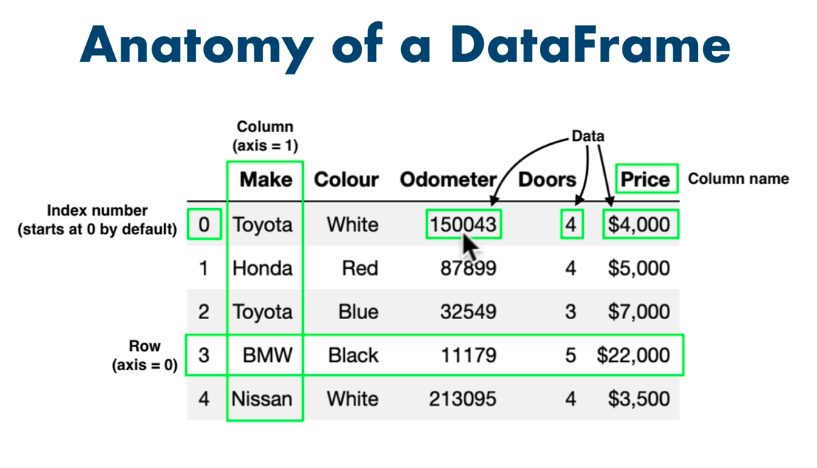 Anatomy of a DataFrame
Column
(axis = 1)
Data
Make Colour Odometer Doors Price
Column name
Index number
(starts at 0 by default)
0 Toyota White 150043 4 $4,000
1 Honda Red 87899 4 $5,000
2 Toyota Blue 32549 3 $7,000
Row
(axis = 0)
3 BMW Black 11179 5 $22,000
4 Nissan White 213095 4 $3,500